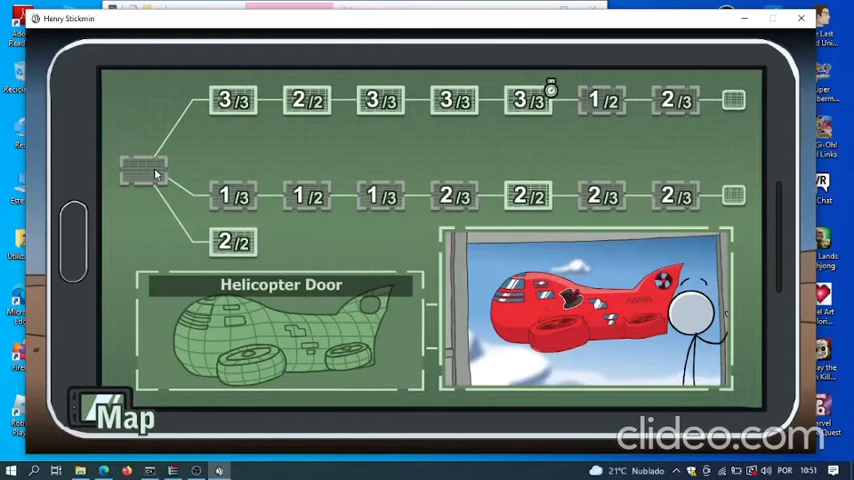 Henry Stickmin
3/3 2/2 3/3 3/3 3/3 1/2 2/3
1/3 1/2 1/3 2/3 2/2 2/3 2/3
2/2
Helicopter Door
Map
clideo.com
21°C Nublado
POR
10:51